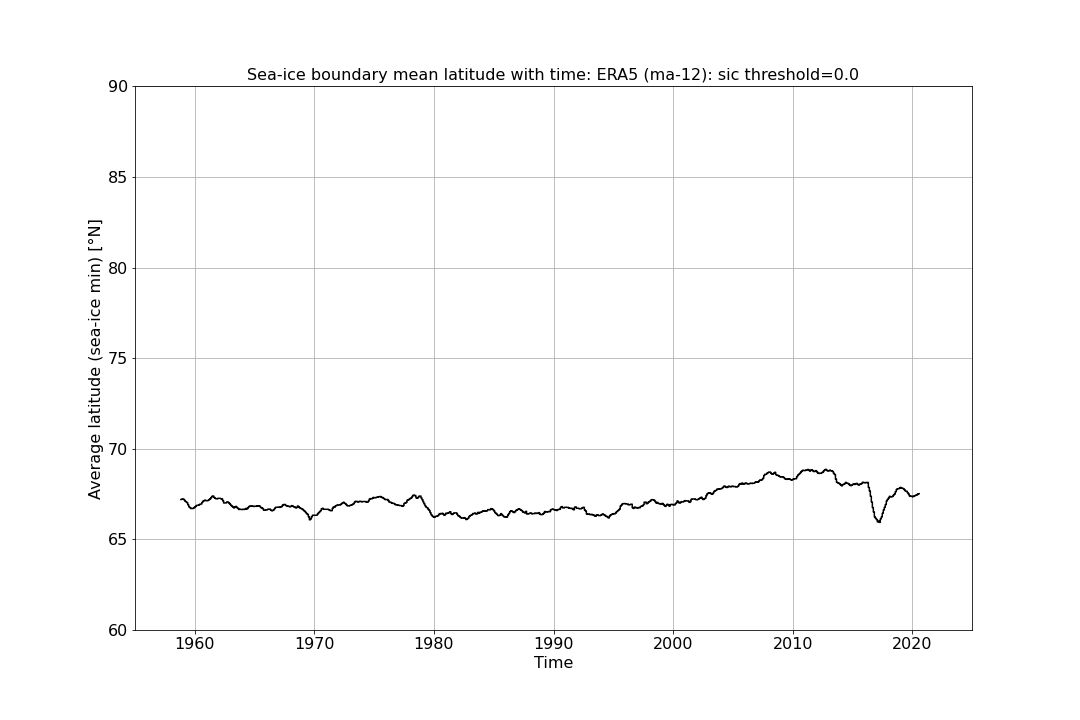 Sea-ice boundary mean latitude with time: ERA5 (ma-12): sic threshold=0.0
90
85
80
75
70
65
60
Average latitude (sea-ice min) [°N]
1960 1970 1980 1990 2000 2010 2020
Time